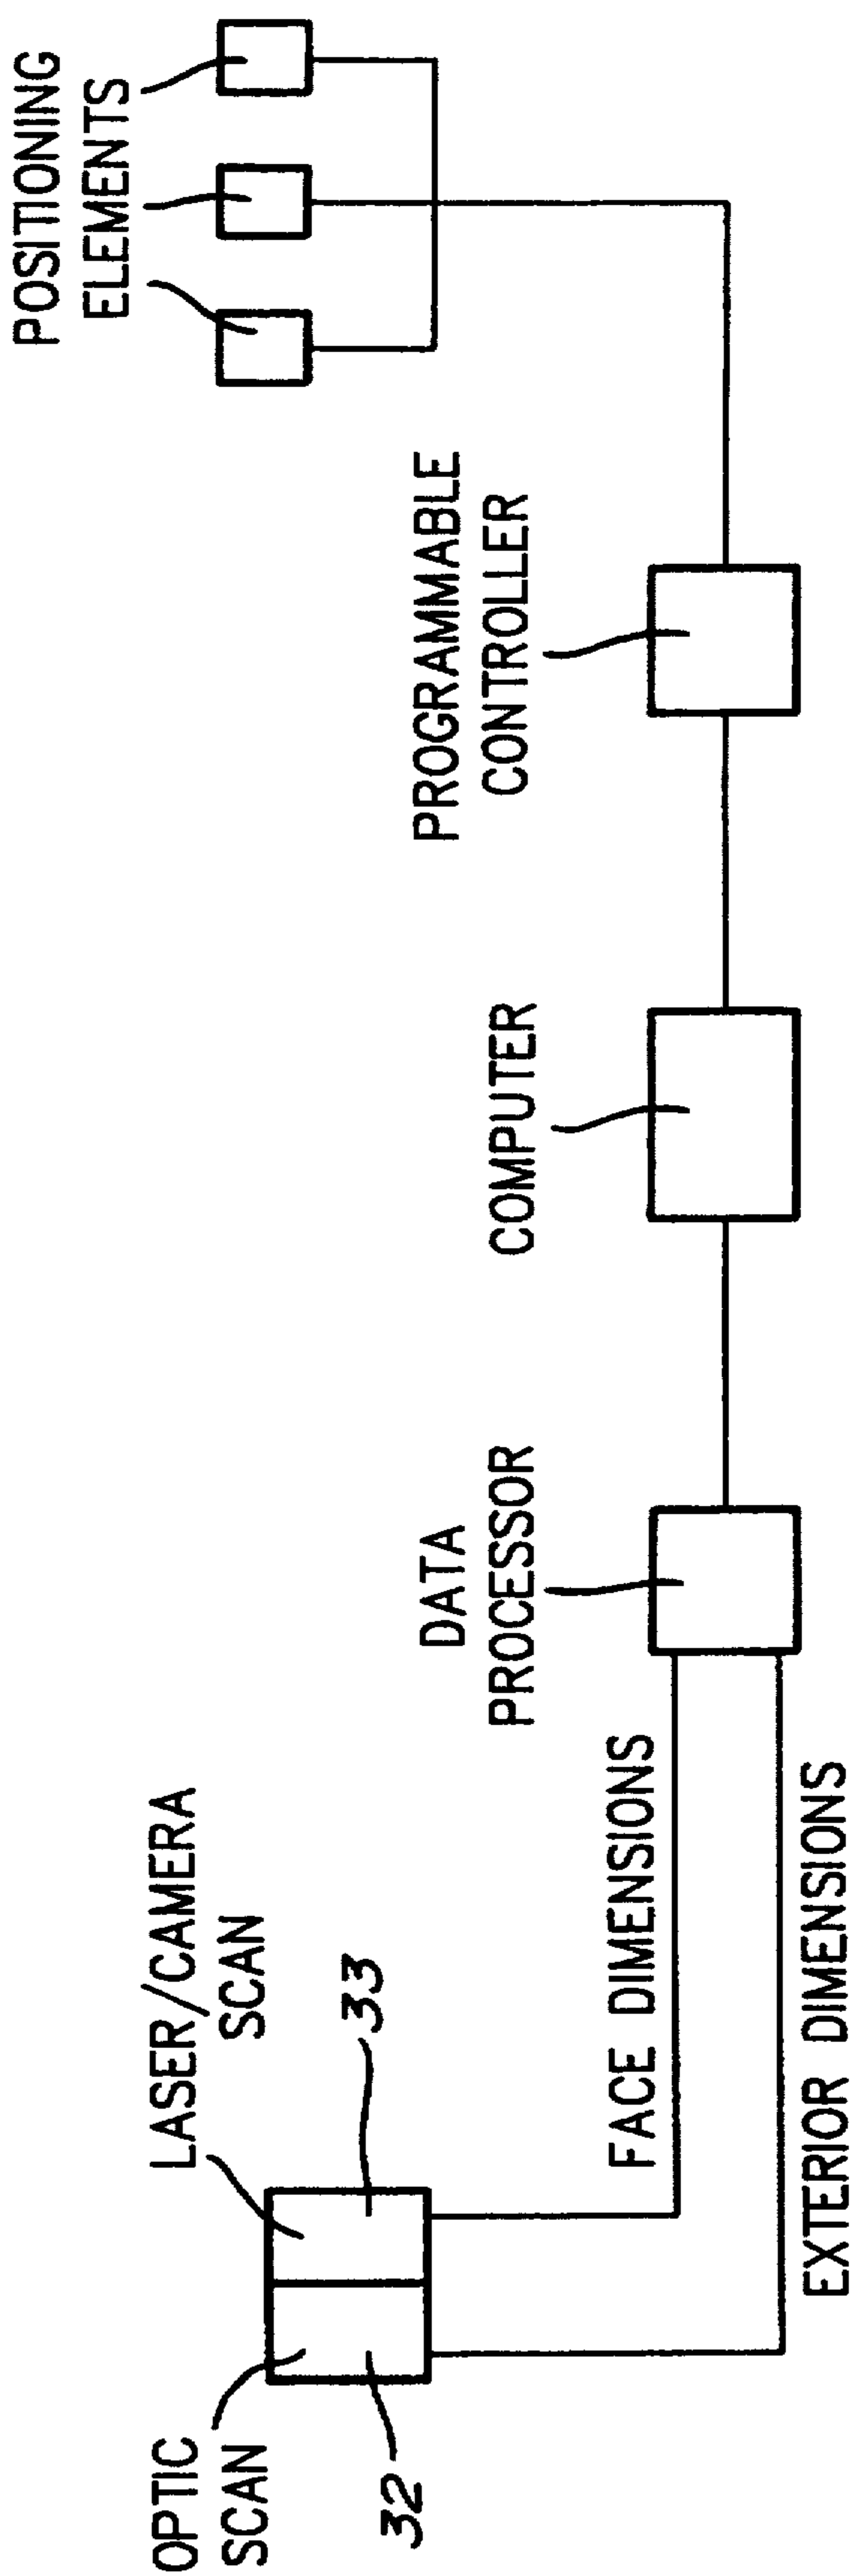 OPTIC
SCAN
32
LASER/CAMERA
SCAN
33
FACE DIMENSIONS
EXTERIOR DIMENSIONS
DATA
PROCESSOR
COMPUTER
PROGRAMMABLE
CONTROLLER
POSITIONING
ELEMENTS